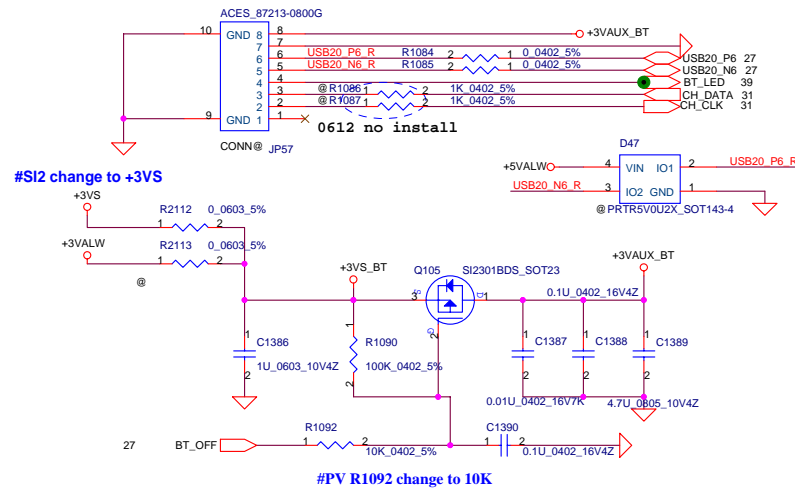 ACES_87213-0800G
10 GND 8 8 +3VAUX_BT
7 7
6 6 USB20_P6_R R1084 2 1 0_0402_5% USB20_P6 27
5 5 USB20_N6_R R1085 2 1 0_0402_5% USB20_N6 27
4 4 BT_LED 39
3 3 @ R1086 1 2 1K_0402_5% CH_DATA 31
2 2 @ R1087 1 2 1K_0402_5% CH_CLK 31
9 GND 1 1
0612 no install
CONN@ JP57
D47
+5VALW 4 VIN IO1 2 USB20_P6_R
USB20_N6_R 3 IO2 GND 1
@ PRTR5V0U2X_SOT143-4
#SI2 change to +3VS
+3VS
R2112 0_0603_5%
1 2
+3VALW
R2113 0_0603_5%
1 2
@
+3VS_BT
Q105 SI2301BDS_SOT23
+3VAUX_BT
3 S D 1
G 2
0.1U_0402_16V4Z
1 C1386 2
1U_0603_10V4Z
1 R1090 2
100K_0402_5%
1 C1387 2
0.01U_0402_16V7K
1 C1388 2
1 C1389 2
4.7U_0805_10V4Z
27 BT_OFF
R1092
1 2
10K_0402_5%
C1390
1 2
0.1U_0402_16V4Z
#PV R1092 change to 10K